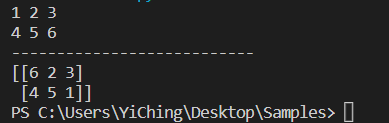 1 2 3
4 5 6
---------------------------
[[6 2 3]
 [4 5 1]]
PS C:\Users\YiChing\Desktop\Samples>